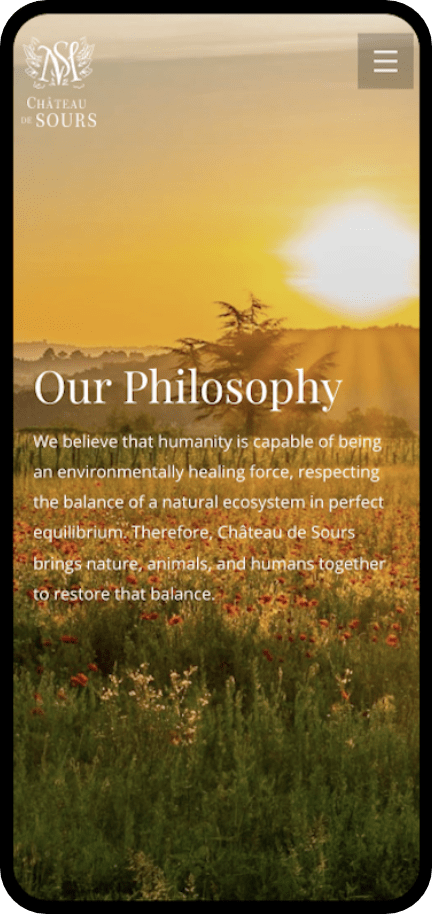 CHÂTEAU
DE SOURS
Our Philosophy
We believe that humanity is capable of being
an environmentally healing force, respecting
the balance of a natural ecosystem in perfect
equilibrium. Therefore, Château de Sours
brings nature, animals, and humans together
to restore that balance.